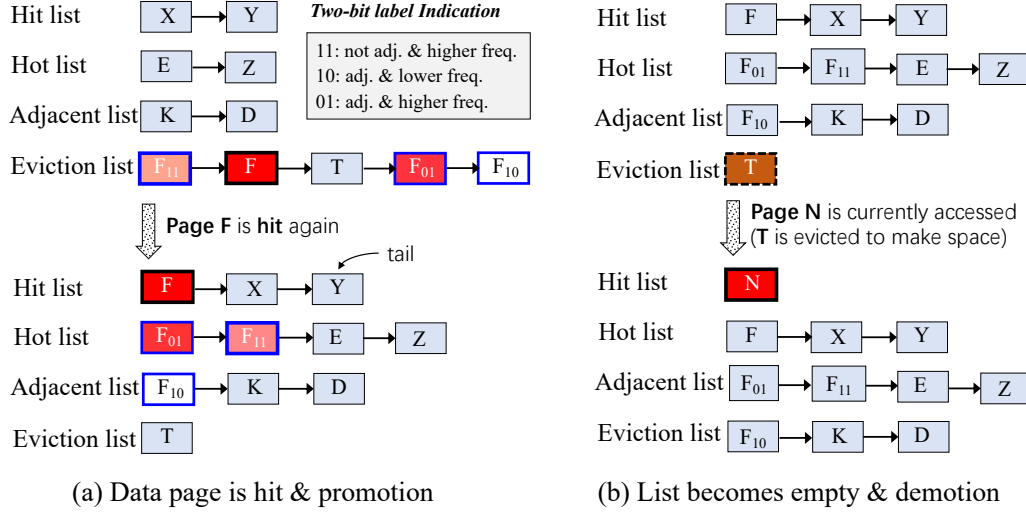 Hit list X Y
Hot list E Z
Adjacent list K D
Eviction list F11 F T F01 F10
Two-bit label Indication
11: not adj. & higher freq.
10: adj. & lower freq.
01: adj. & higher freq.
Page F is hit again
tail
Hit list F X Y
Hot list F01 F11 E Z
Adjacent list F10 K D
Eviction list T
(a) Data page is hit & promotion
Hit list F X Y
Hot list F01 F11 E Z
Adjacent list F10 K D
Eviction list T
Page N is currently accessed
(T is evicted to make space)
Hit list N
Hot list F X Y
Adjacent list F01 F11 E Z
Eviction list F10 K D
(b) List becomes empty & demotion